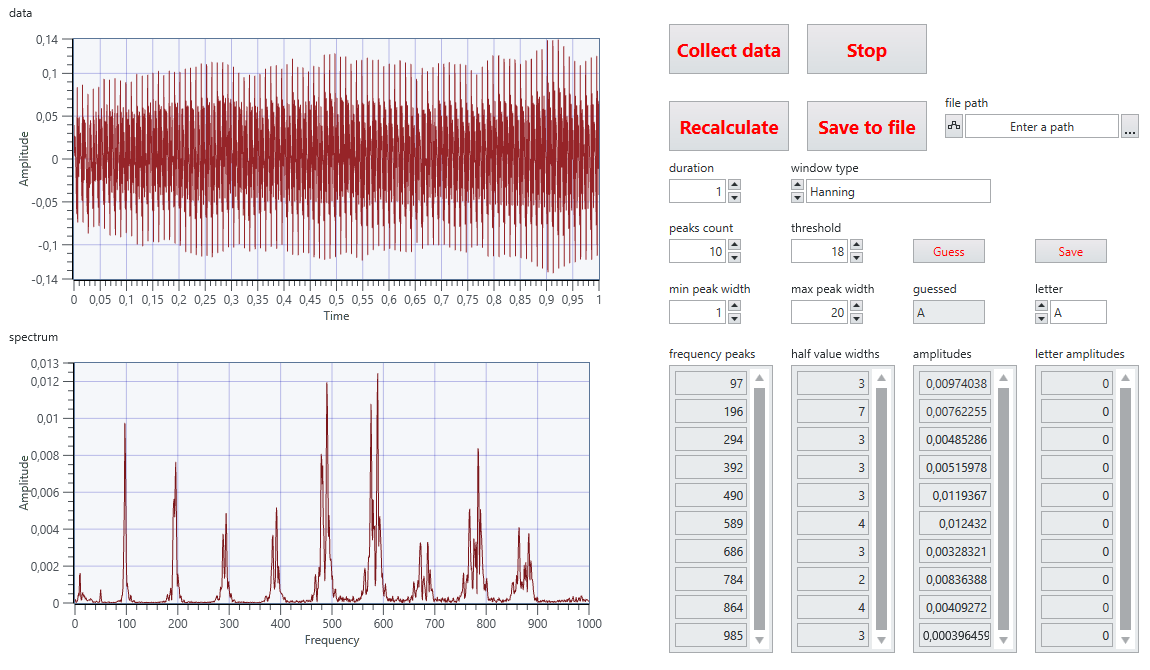 data
0,14
0,1
0,05
0
-0,05
-0,1
-0,14
Amplitude
0 0,05 0,1 0,15 0,2 0,25 0,3 0,35 0,4 0,45 0,5 0,55 0,6 0,65 0,7 0,75 0,8 0,85 0,9 0,95 1
Time
spectrum
0,013
0,012
0,01
0,008
0,006
0,004
0,002
0
Amplitude
0 100 200 300 400 500 600 700 800 900 1000
Frequency
Collect data Stop
Recalculate Save to file
file path
Enter a path ...
duration window type
1 Hanning
peaks count threshold
10 18 Guess Save
min peak width max peak width guessed letter
1 20 A A
frequency peaks half value widths amplitudes letter amplitudes
97 3 0,00974038 0
196 7 0,00762255 0
294 3 0,00485286 0
392 3 0,00515978 0
490 3 0,0119367 0
589 4 0,012432 0
686 3 0,00328321 0
784 2 0,00836388 0
864 4 0,00409272 0
985 3 0,000396459 0